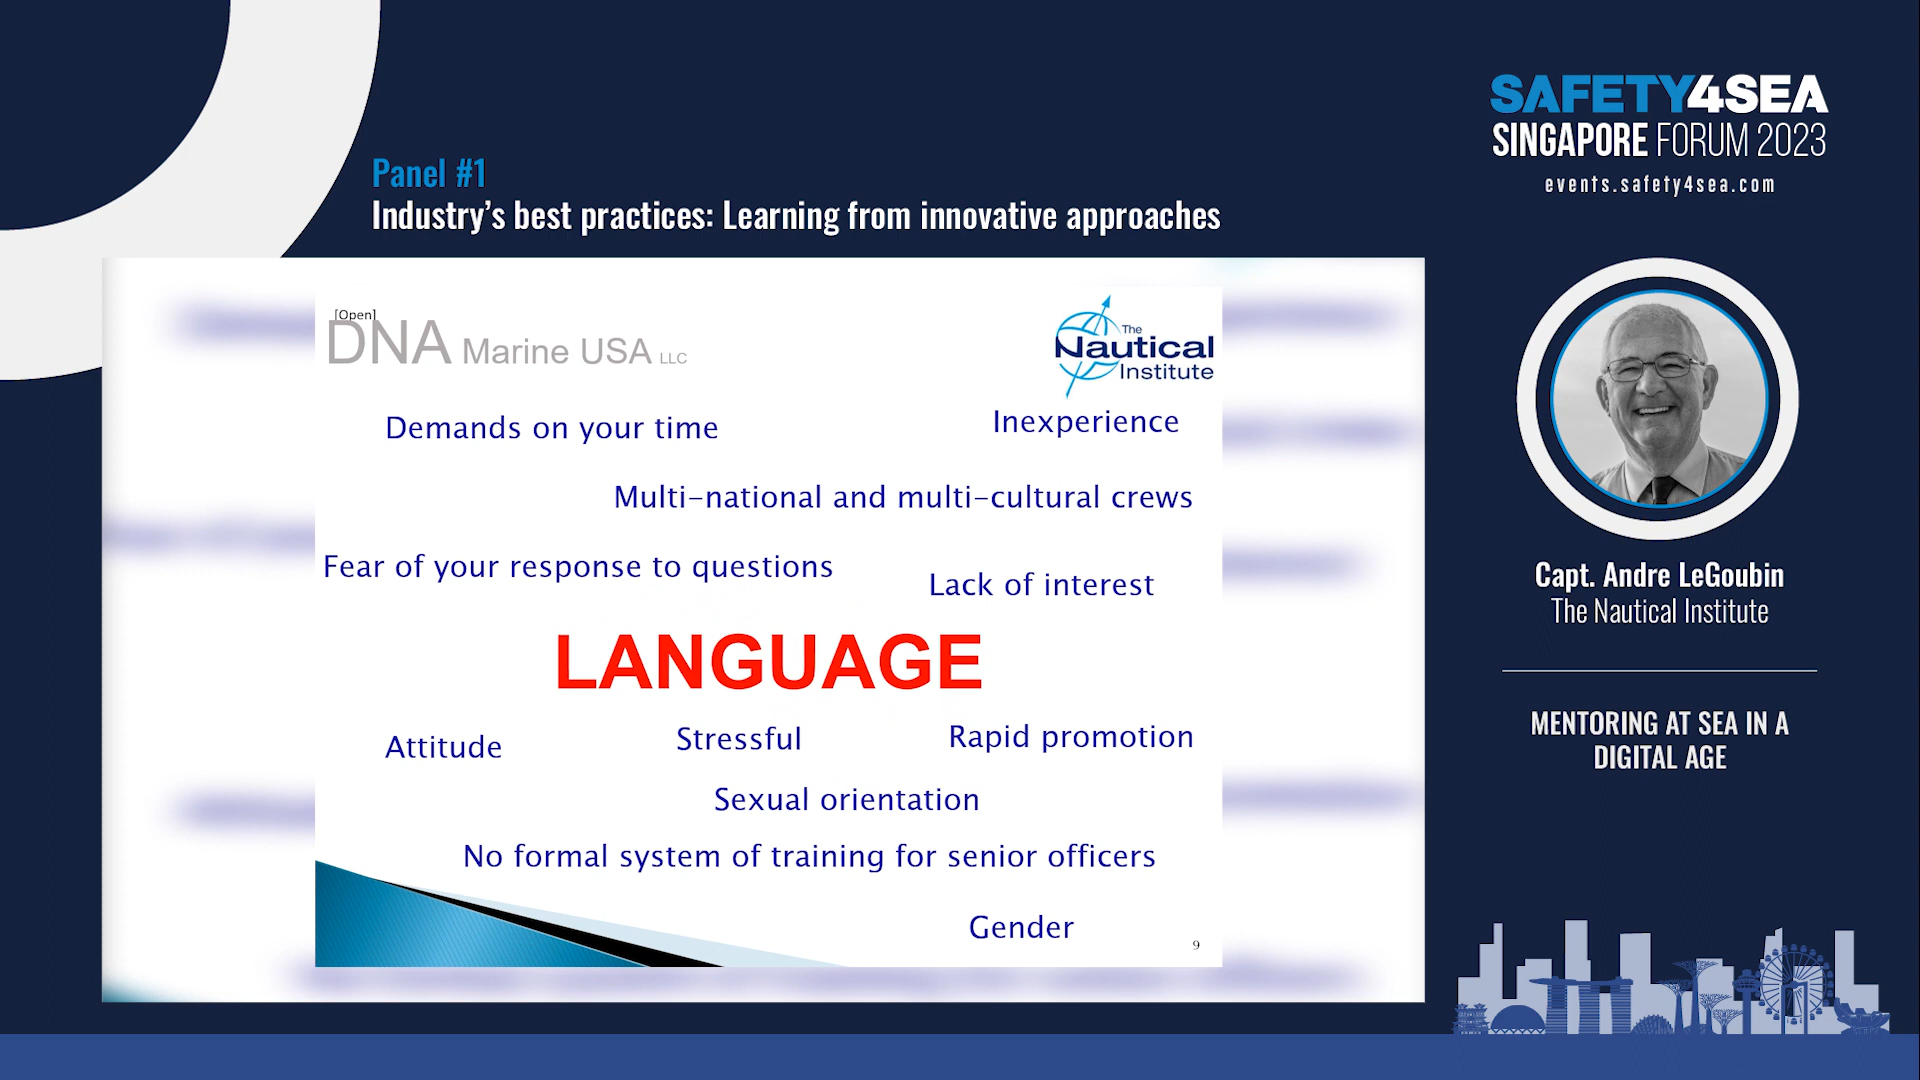 SAFETY4SEA
SINGAPORE FORUM 2023
events.safety4sea.com
Panel #1
Industry's best practices: Learning from innovative approaches
[Open]
DNA Marine USA LLC
The
Nautical
Institute
Demands on your time
Inexperience
Multi-national and multi-cultural crews
Fear of your response to questions
Lack of interest
LANGUAGE
Attitude
Stressful
Rapid promotion
Sexual orientation
No formal system of training for senior officers
Gender
9
Capt. Andre LeGoubin
The Nautical Institute
MENTORING AT SEA IN A
DIGITAL AGE